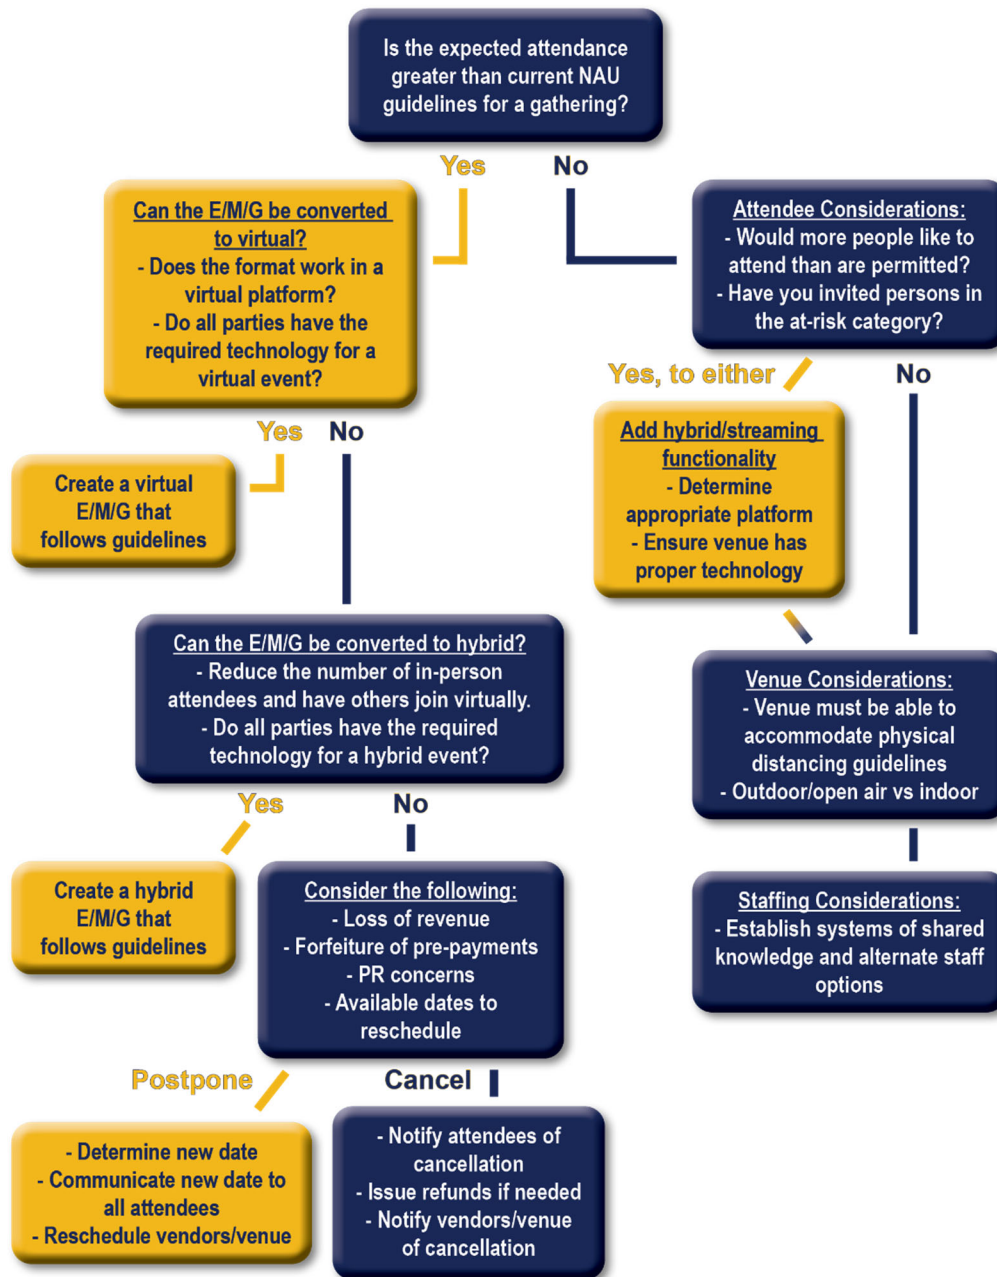 Is the expected attendance
greater than current NAU
guidelines for a gathering?
Yes
No
Can the E/M/G be converted
to virtual?
- Does the format work in a
virtual platform?
- Do all parties have the
required technology for a
virtual event?
Attendee Considerations:
- Would more people like to
attend than are permitted?
- Have you invited persons in
the at-risk category?
Yes, to either
No
Yes
No
Create a virtual
E/M/G that
follows guidelines
Add hybrid/streaming
functionality
- Determine
appropriate platform
- Ensure venue has
proper technology
Can the E/M/G be converted to hybrid?
- Reduce the number of in-person
attendees and have others join virtually.
- Do all parties have the required
technology for a hybrid event?
Venue Considerations:
- Venue must be able to
accommodate physical
distancing guidelines
- Outdoor/open air vs indoor
Yes
No
Create a hybrid
E/M/G that
follows guidelines
Consider the following:
- Loss of revenue
- Forfeiture of pre-payments
- PR concerns
- Available dates to
reschedule
Staffing Considerations:
- Establish systems of shared
knowledge and alternate staff
options
Postpone
Cancel
- Determine new date
- Communicate new date to
all attendees
- Reschedule vendors/venue
- Notify attendees of
cancellation
- Issue refunds if needed
- Notify vendors/venue
of cancellation